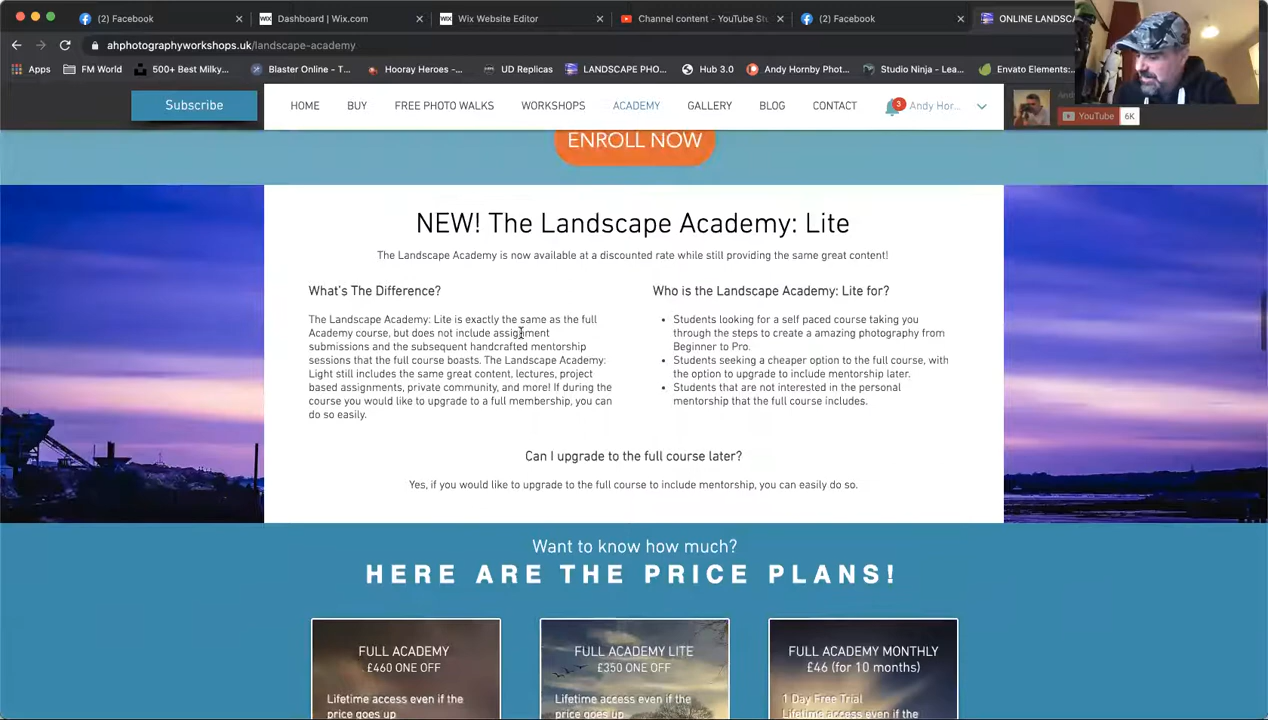 (2) Facebook
Dashboard | Wix.com
Wix Website Editor
Channel content - YouTube St
(2) Facebook
ONLINE LANDSC
ahphotographyworkshops.uk/landscape-academy
Apps
FM World
500+ Best Milky...
Blaster Online - T...
Hooray Heroes -...
UD Replicas
LANDSCAPE PHO...
Hub 3.0
Andy Hornby Phot...
Studio Ninja - Lea...
Envato Elements:...
Subscribe
HOME
BUY
FREE PHOTO WALKS
WORKSHOPS
ACADEMY
GALLERY
BLOG
CONTACT
3
Andy Hor...
YouTube 6K
ENROLL NOW
NEW! The Landscape Academy: Lite
The Landscape Academy is now available at a discounted rate while still providing the same great content!
What's The Difference?
The Landscape Academy: Lite is exactly the same as the full
Academy course, but does not include assignment
submissions and the subsequent handcrafted mentorship
sessions that the full course boasts. The Landscape Academy:
Light still includes the same great content, lectures, project
based assignments, private community, and more! If during the
course you would like to upgrade to a full membership, you can
do so easily.
Who is the Landscape Academy: Lite for?
• Students looking for a self paced course taking you
through the steps to create a amazing photography from
Beginner to Pro.
• Students seeking a cheaper option to the full course, with
the option to upgrade to include mentorship later.
• Students that are not interested in the personal
mentorship that the full course includes.
Can I upgrade to the full course later?
Yes, if you would like to upgrade to the full course to include mentorship, you can easily do so.
Want to know how much?
HERE ARE THE PRICE PLANS!
FULL ACADEMY
£460 ONE OFF
Lifetime access even if the
price goes up
FULL ACADEMY LITE
£350 ONE OFF
Lifetime access even if the
price goes up
FULL ACADEMY MONTHLY
£46 (for 10 months)
1 Day Free Trial
Lifetime access even if the